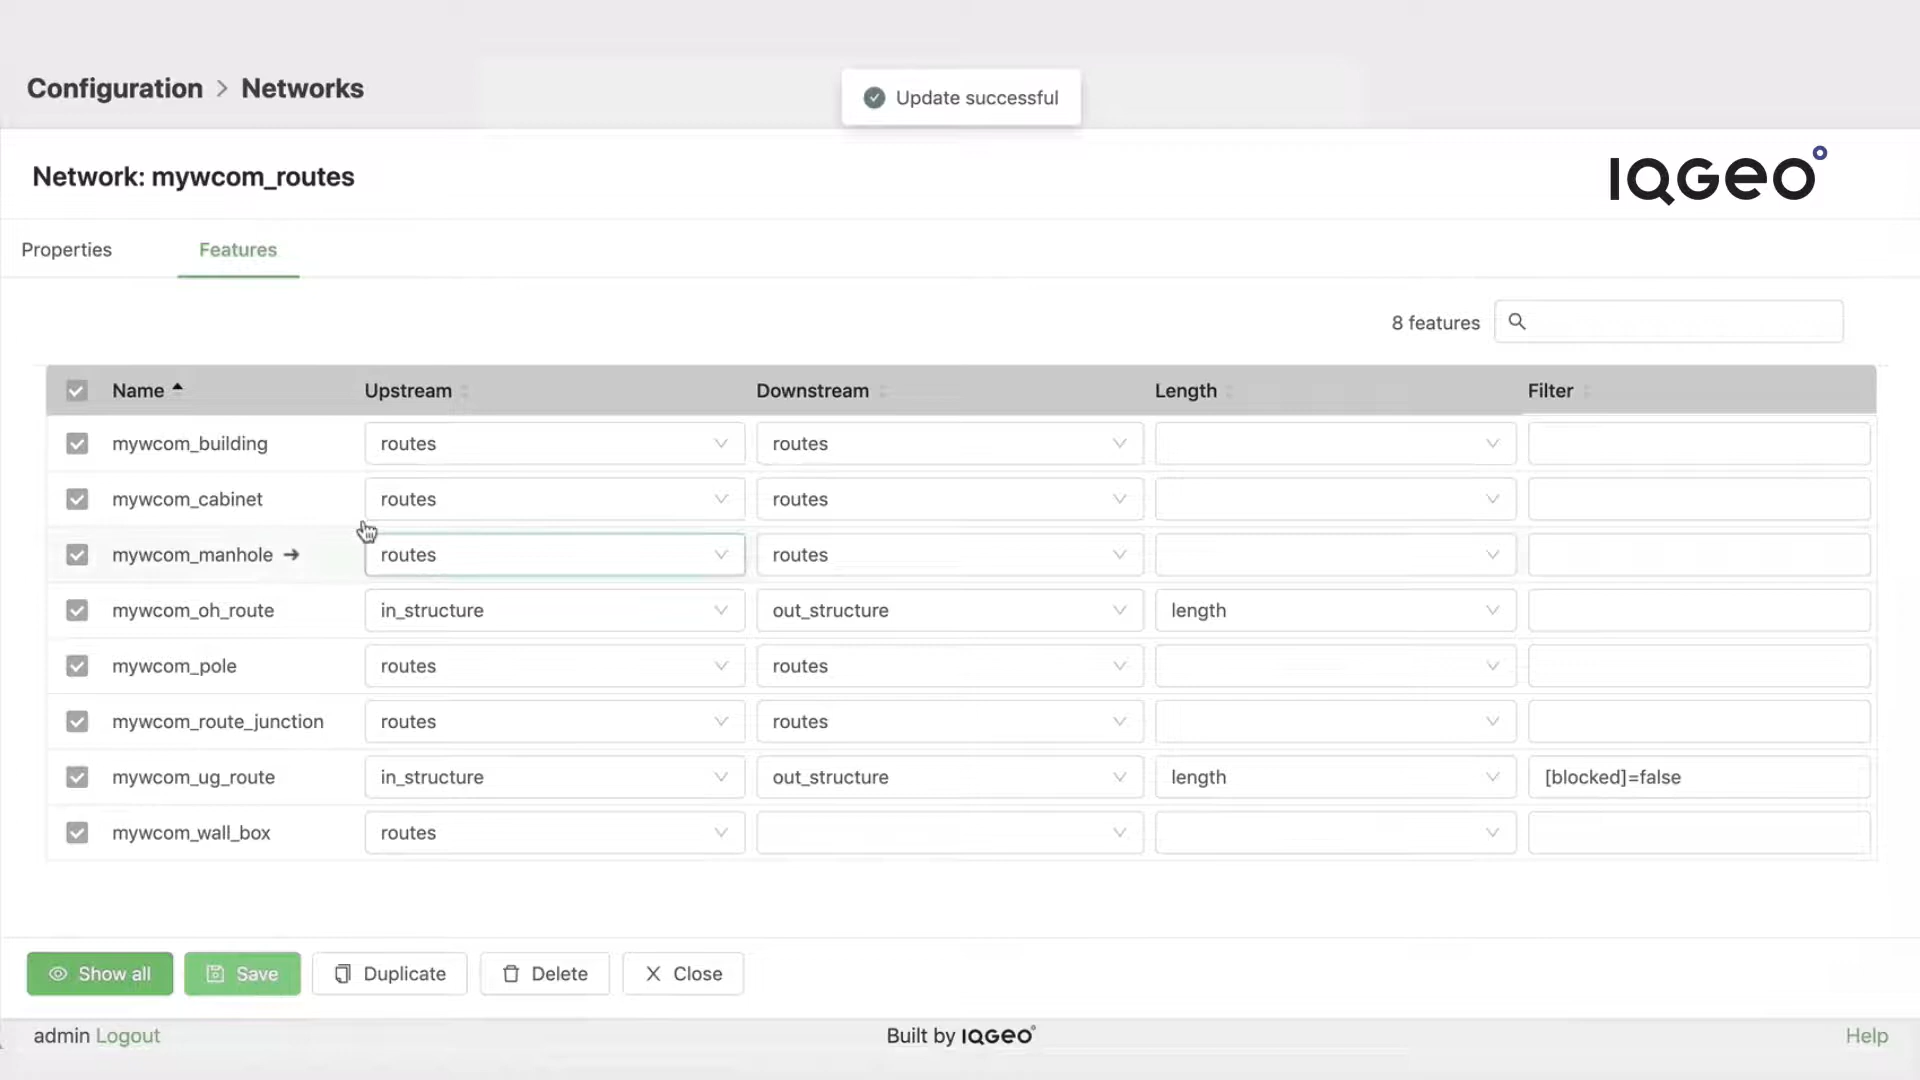 Configuration > Networks
Update successful
Network: mywcom_routes
IQGeo
Properties Features
8 features
Name Upstream Downstream Length Filter
mywcom_building routes routes
mywcom_cabinet routes routes
mywcom_manhole → routes routes
mywcom_oh_route in_structure out_structure length
mywcom_pole routes routes
mywcom_route_junction routes routes
mywcom_ug_route in_structure out_structure length [blocked]=false
mywcom_wall_box routes
Show all Save Duplicate Delete Close
admin Logout Built by IQGeo Help